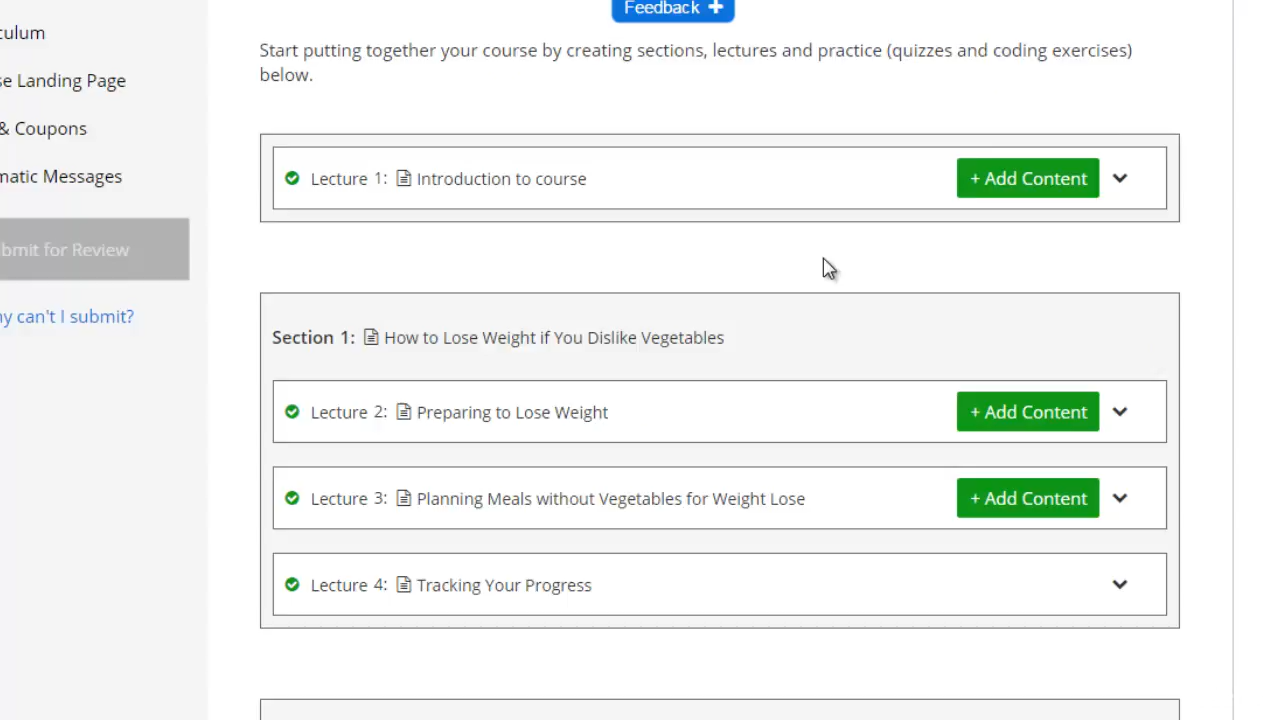 Feedback +
culum
Start putting together your course by creating sections, lectures and practice (quizzes and coding exercises)
below.
se Landing Page
& Coupons
matic Messages
Lecture 1: Introduction to course
+ Add Content
bmit for Review
ny can't I submit?
Section 1: How to Lose Weight if You Dislike Vegetables
Lecture 2: Preparing to Lose Weight
+ Add Content
Lecture 3: Planning Meals without Vegetables for Weight Lose
+ Add Content
Lecture 4: Tracking Your Progress